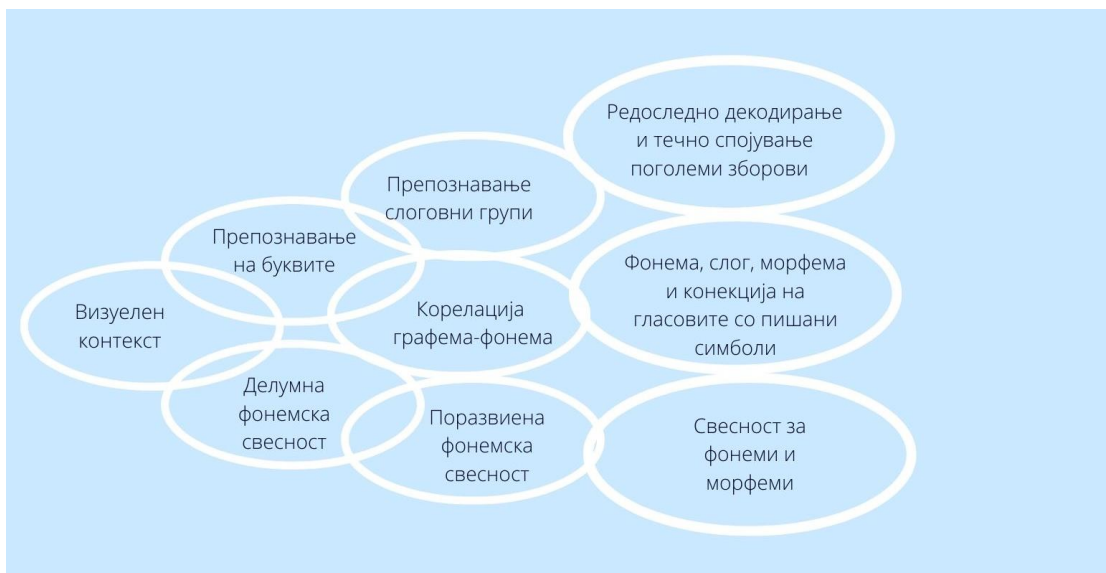 Визуелен
контекст
Препознавање
на буквите
Делумна
фонемска
свесност
Препознавање
слоговни групи
Корелација
графема-фонема
Поразвиена
фонемска
свесност
Редоследно декодирање
и течно спојување
поголеми зборови
Фонема, слог, морфема
и конекција на
гласовите со пишани
симболи
Свесност за
фонеми и
морфеми